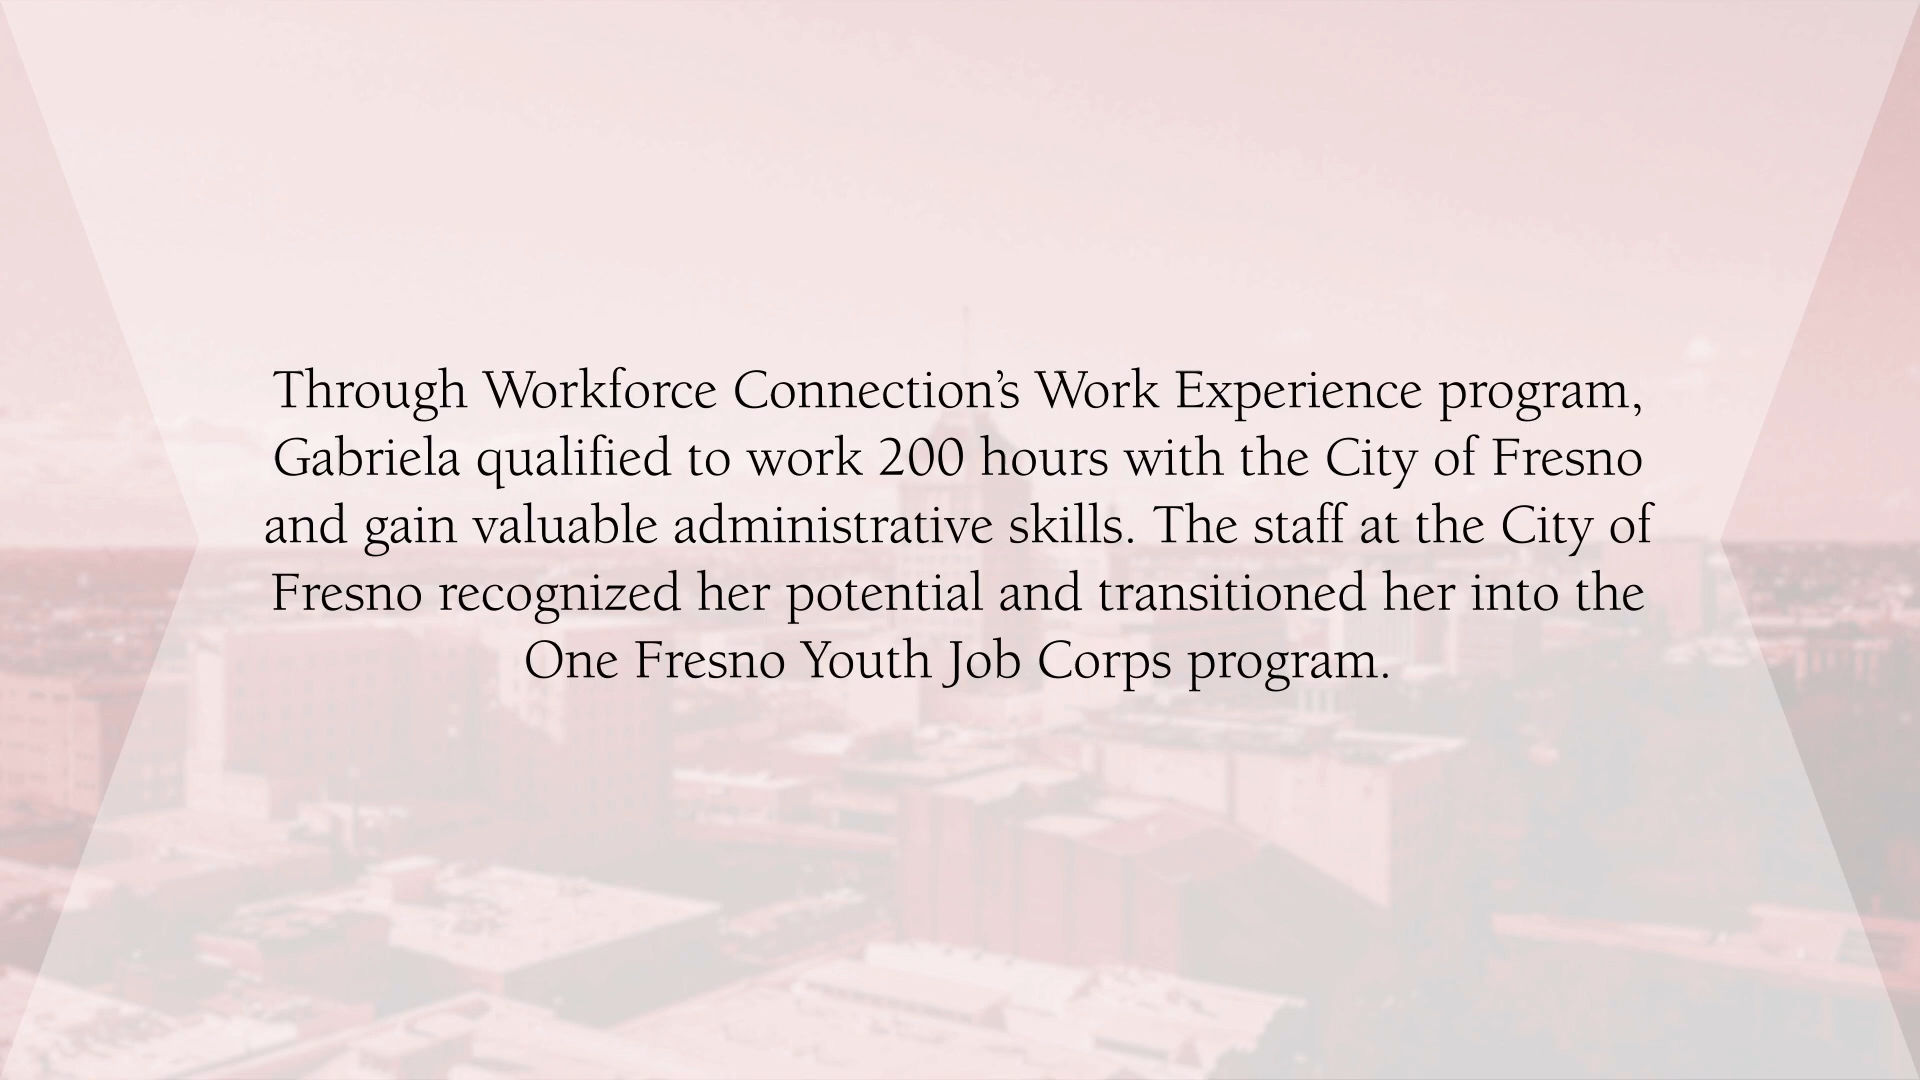 Through Workforce Connection’s Work Experience program,
Gabriela qualified to work 200 hours with the City of Fresno
and gain valuable administrative skills. The staff at the City of
Fresno recognized her potential and transitioned her into the
One Fresno Youth Job Corps program.